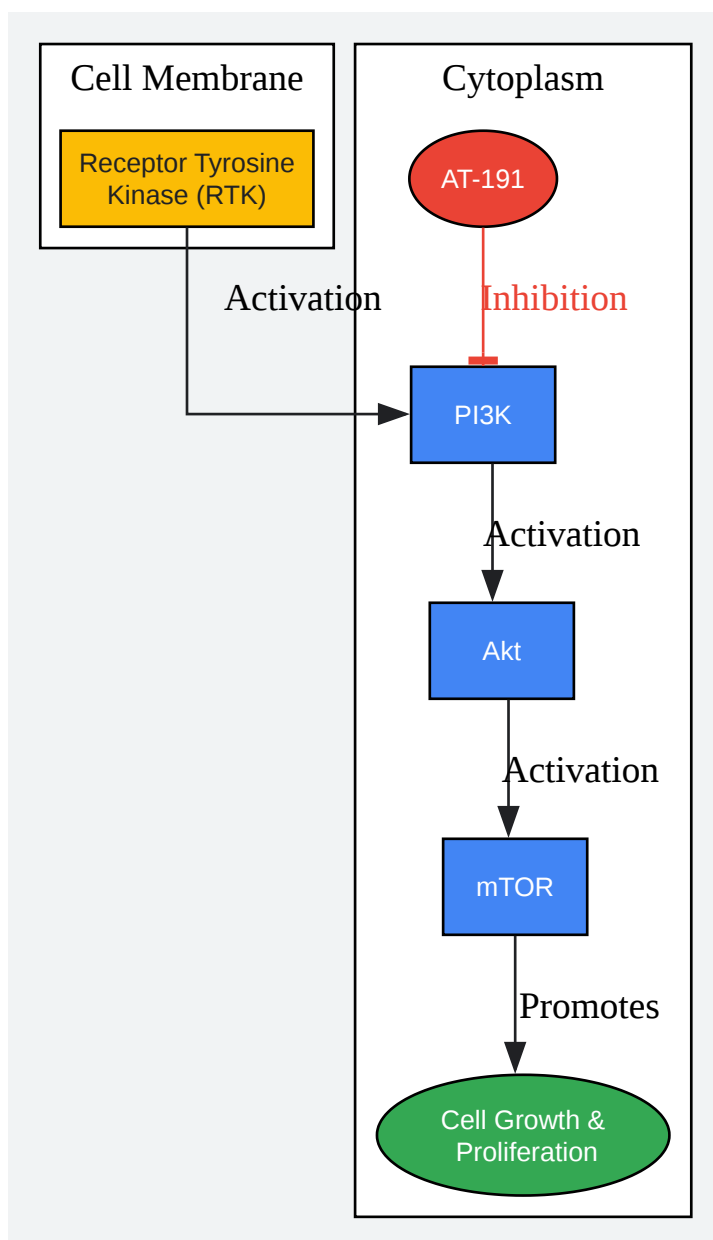 Cell Membrane
Receptor Tyrosine
Kinase (RTK)
Cytoplasm
AT-191
Activation
Inhibition
PI3K
Activation
Akt
Activation
mTOR
Promotes
Cell Growth &
Proliferation